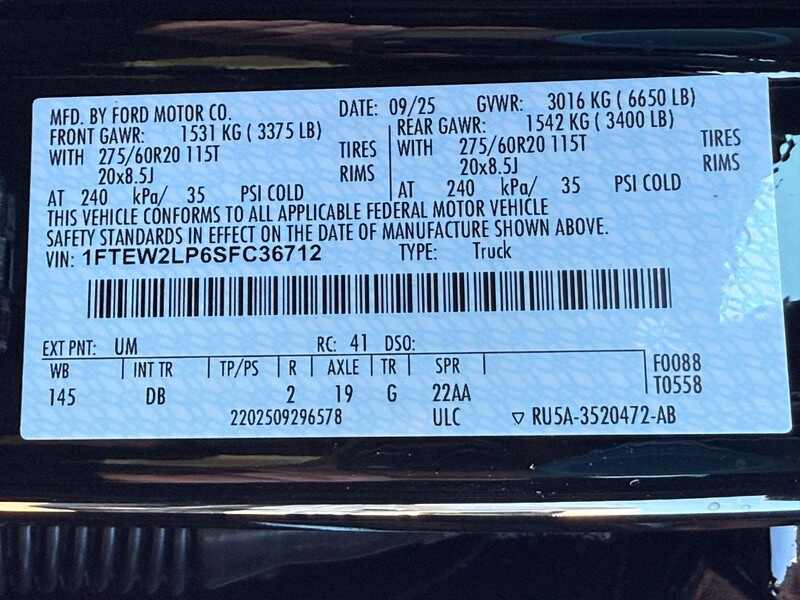 MFD. BY FORD MOTOR CO. DATE: 09/25 GVWR: 3016 KG ( 6650 LB)
FRONT GAWR: 1531 KG ( 3375 LB) REAR GAWR: 1542 KG ( 3400 LB)
WITH 275/60R20 115T TIRES WITH 275/60R20 115T TIRES
20x8.5J RIMS 20x8.5J RIMS
AT 240 kPa/ 35 PSI COLD AT 240 kPa/ 35 PSI COLD
THIS VEHICLE CONFORMS TO ALL APPLICABLE FEDERAL MOTOR VEHICLE
SAFETY STANDARDS IN EFFECT ON THE DATE OF MANUFACTURE SHOWN ABOVE.
VIN: 1FTEW2LP6SFC36712 TYPE: Truck
EXT PNT: UM RC: 41 DSO:
WB INT TR TP/PS R AXLE TR SPR F0088
145 DB 2 19 G 22AA T0558
2202509296578 ULC ▽ RU5A-3520472-AB